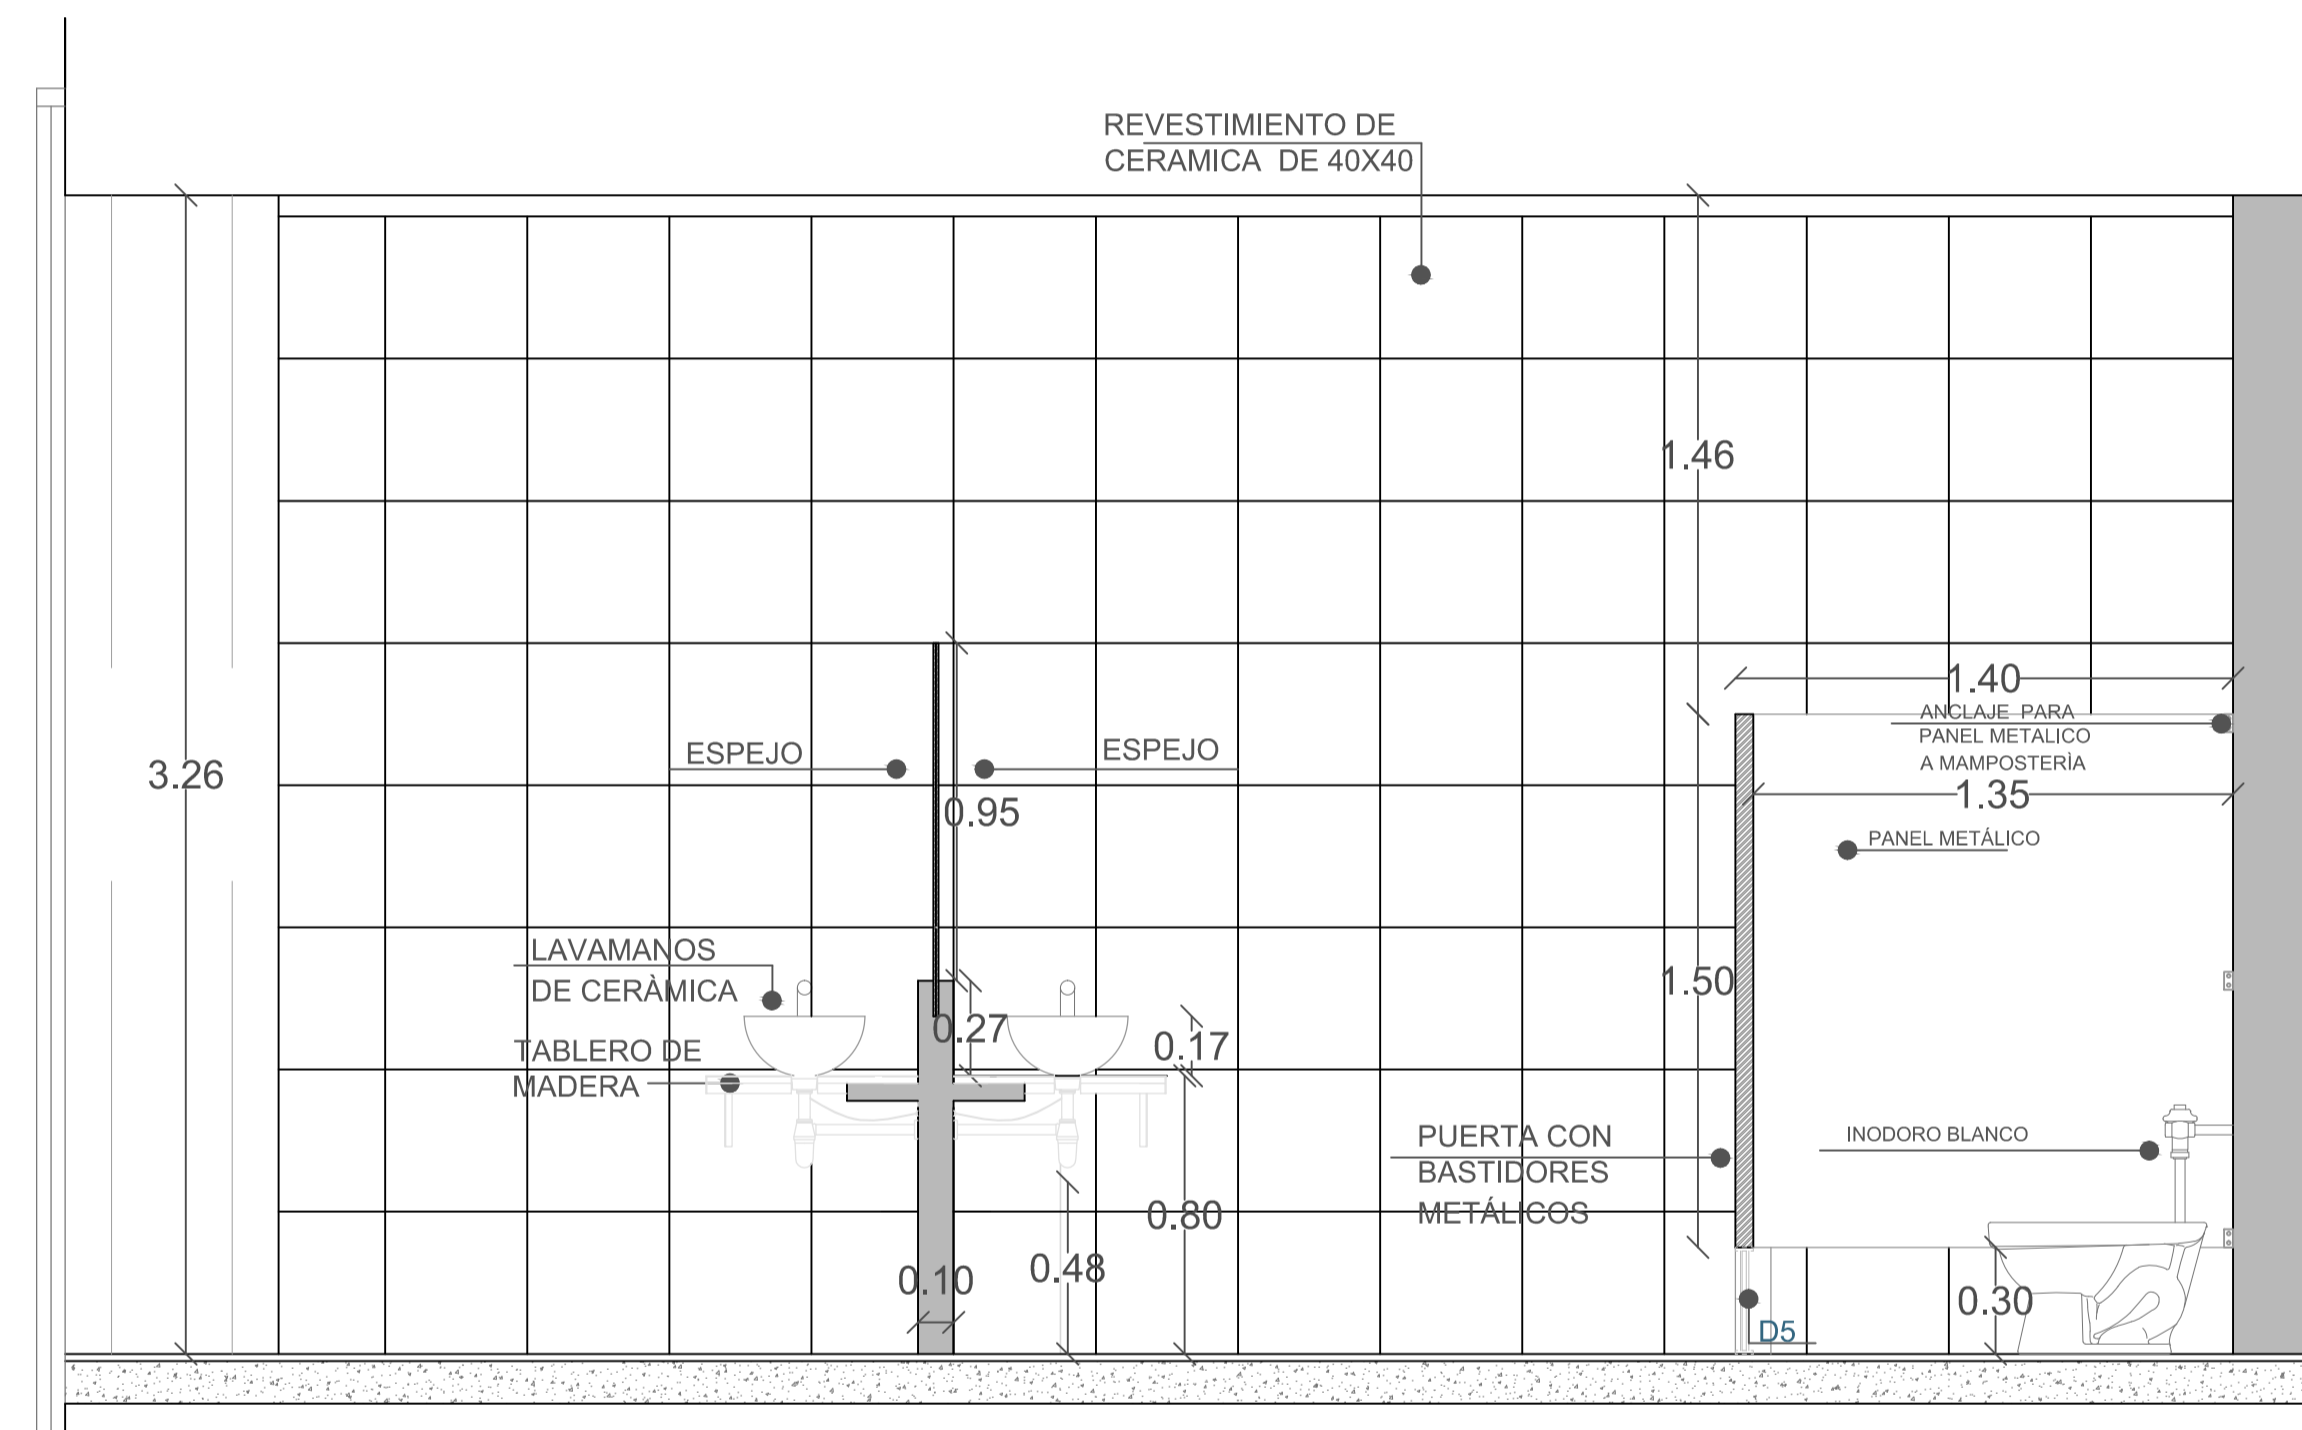 REVESTIMIENTO DE
CERAMICA DE 40X40
1.46
1.40
ANCLAJE PARA
PANEL METALICO
A MAMPOSTERÌA
1.35
PANEL METÁLICO
3.26
ESPEJO
ESPEJO
0.95
LAVAMANOS
DE CERÀMICA
1.50
0.27
0.17
TABLERO DE
MADERA
PUERTA CON
BASTIDORES
METÁLICOS
INODORO BLANCO
0.80
0.48
0.10
0.30
D5